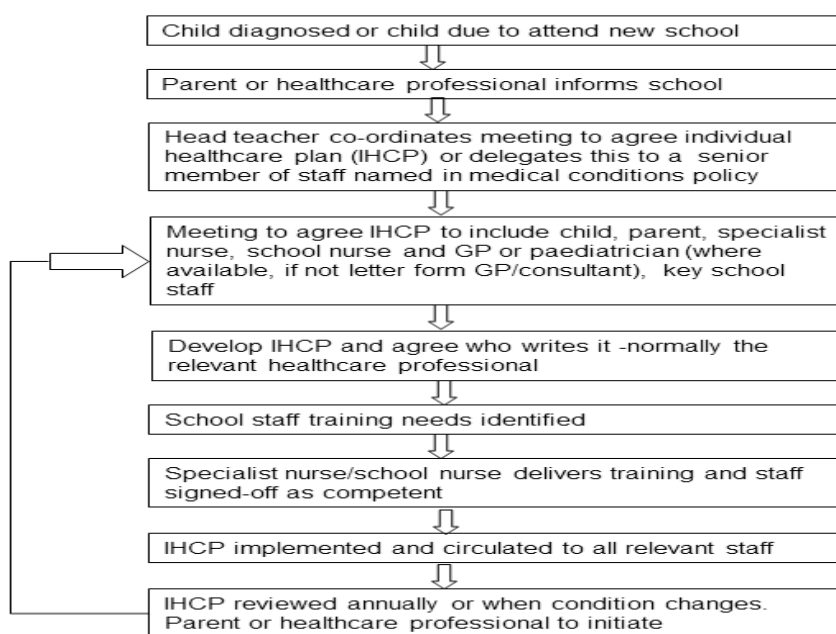 Child diagnosed or child due to attend new school
Parent or healthcare professional informs school
Head teacher co-ordinates meeting to agree individual
healthcare plan (IHCP) or delegates this to a senior
member of staff named in medical conditions policy
Meeting to agree IHCP to include child, parent, specialist
nurse, school nurse and GP or paediatrician (where
available, if not letter form GP/consultant), key school
staff
Develop IHCP and agree who writes it -normally the
relevant healthcare professional
School staff training needs identified
Specialist nurse/school nurse delivers training and staff
signed-off as competent
IHCP implemented and circulated to all relevant staff
IHCP reviewed annually or when condition changes.
Parent or healthcare professional to initiate